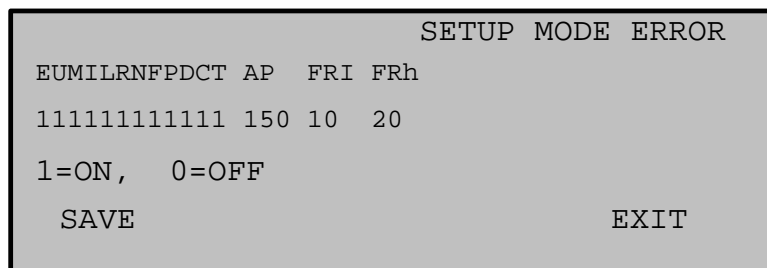 SETUP MODE ERROR
EUMILRNFPDCT AP FRI FRh
111111111111 150 10 20
1=ON, 0=OFF
SAVE EXIT